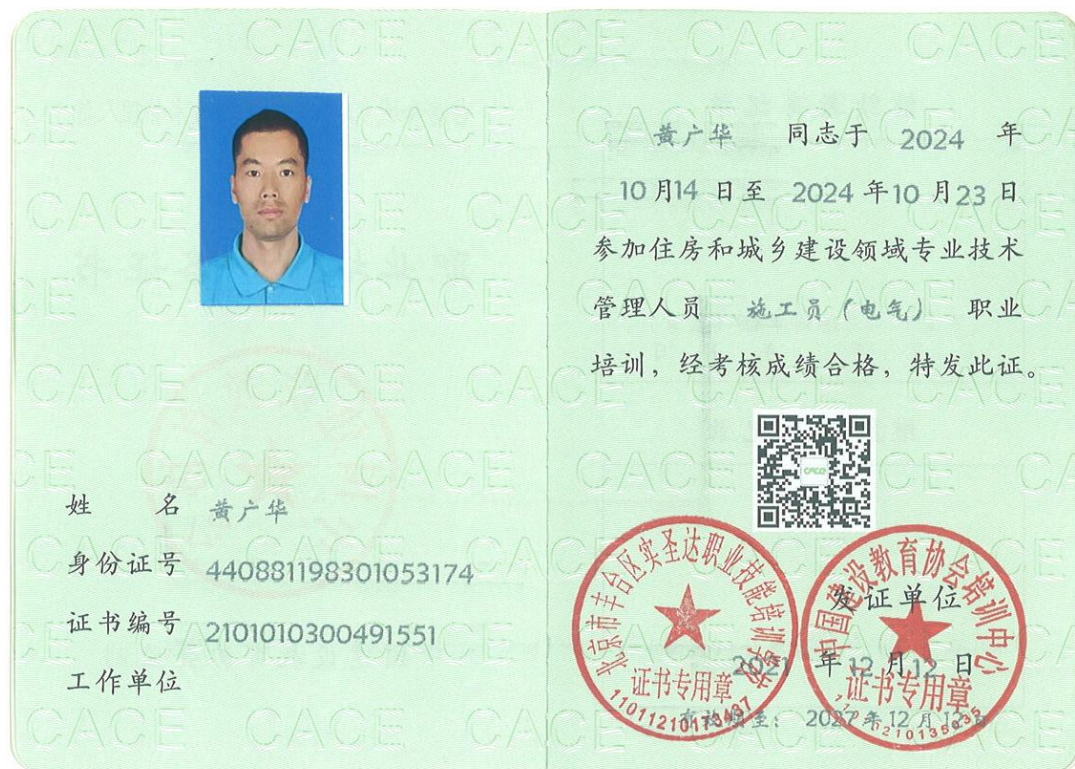 姓 名 黄广华
身份证号 440881198301053174
证书编号 2101010300491551
工作单位
黄广华 同志于 2024 年
10月14 日至 2024 年10 月23 日
参加住房和城乡建设领域专业技术
管理人员 施工员（电气） 职业
培训，经考核成绩合格，特发此证。
CACE
北京市丰台区实圣达职业技能培训学校
证书专用章
中国建设教育协会培训中心
证书专用章
发证单位
2021 年 12 月 12 日
有效期至： 2027 年 12 月 12日